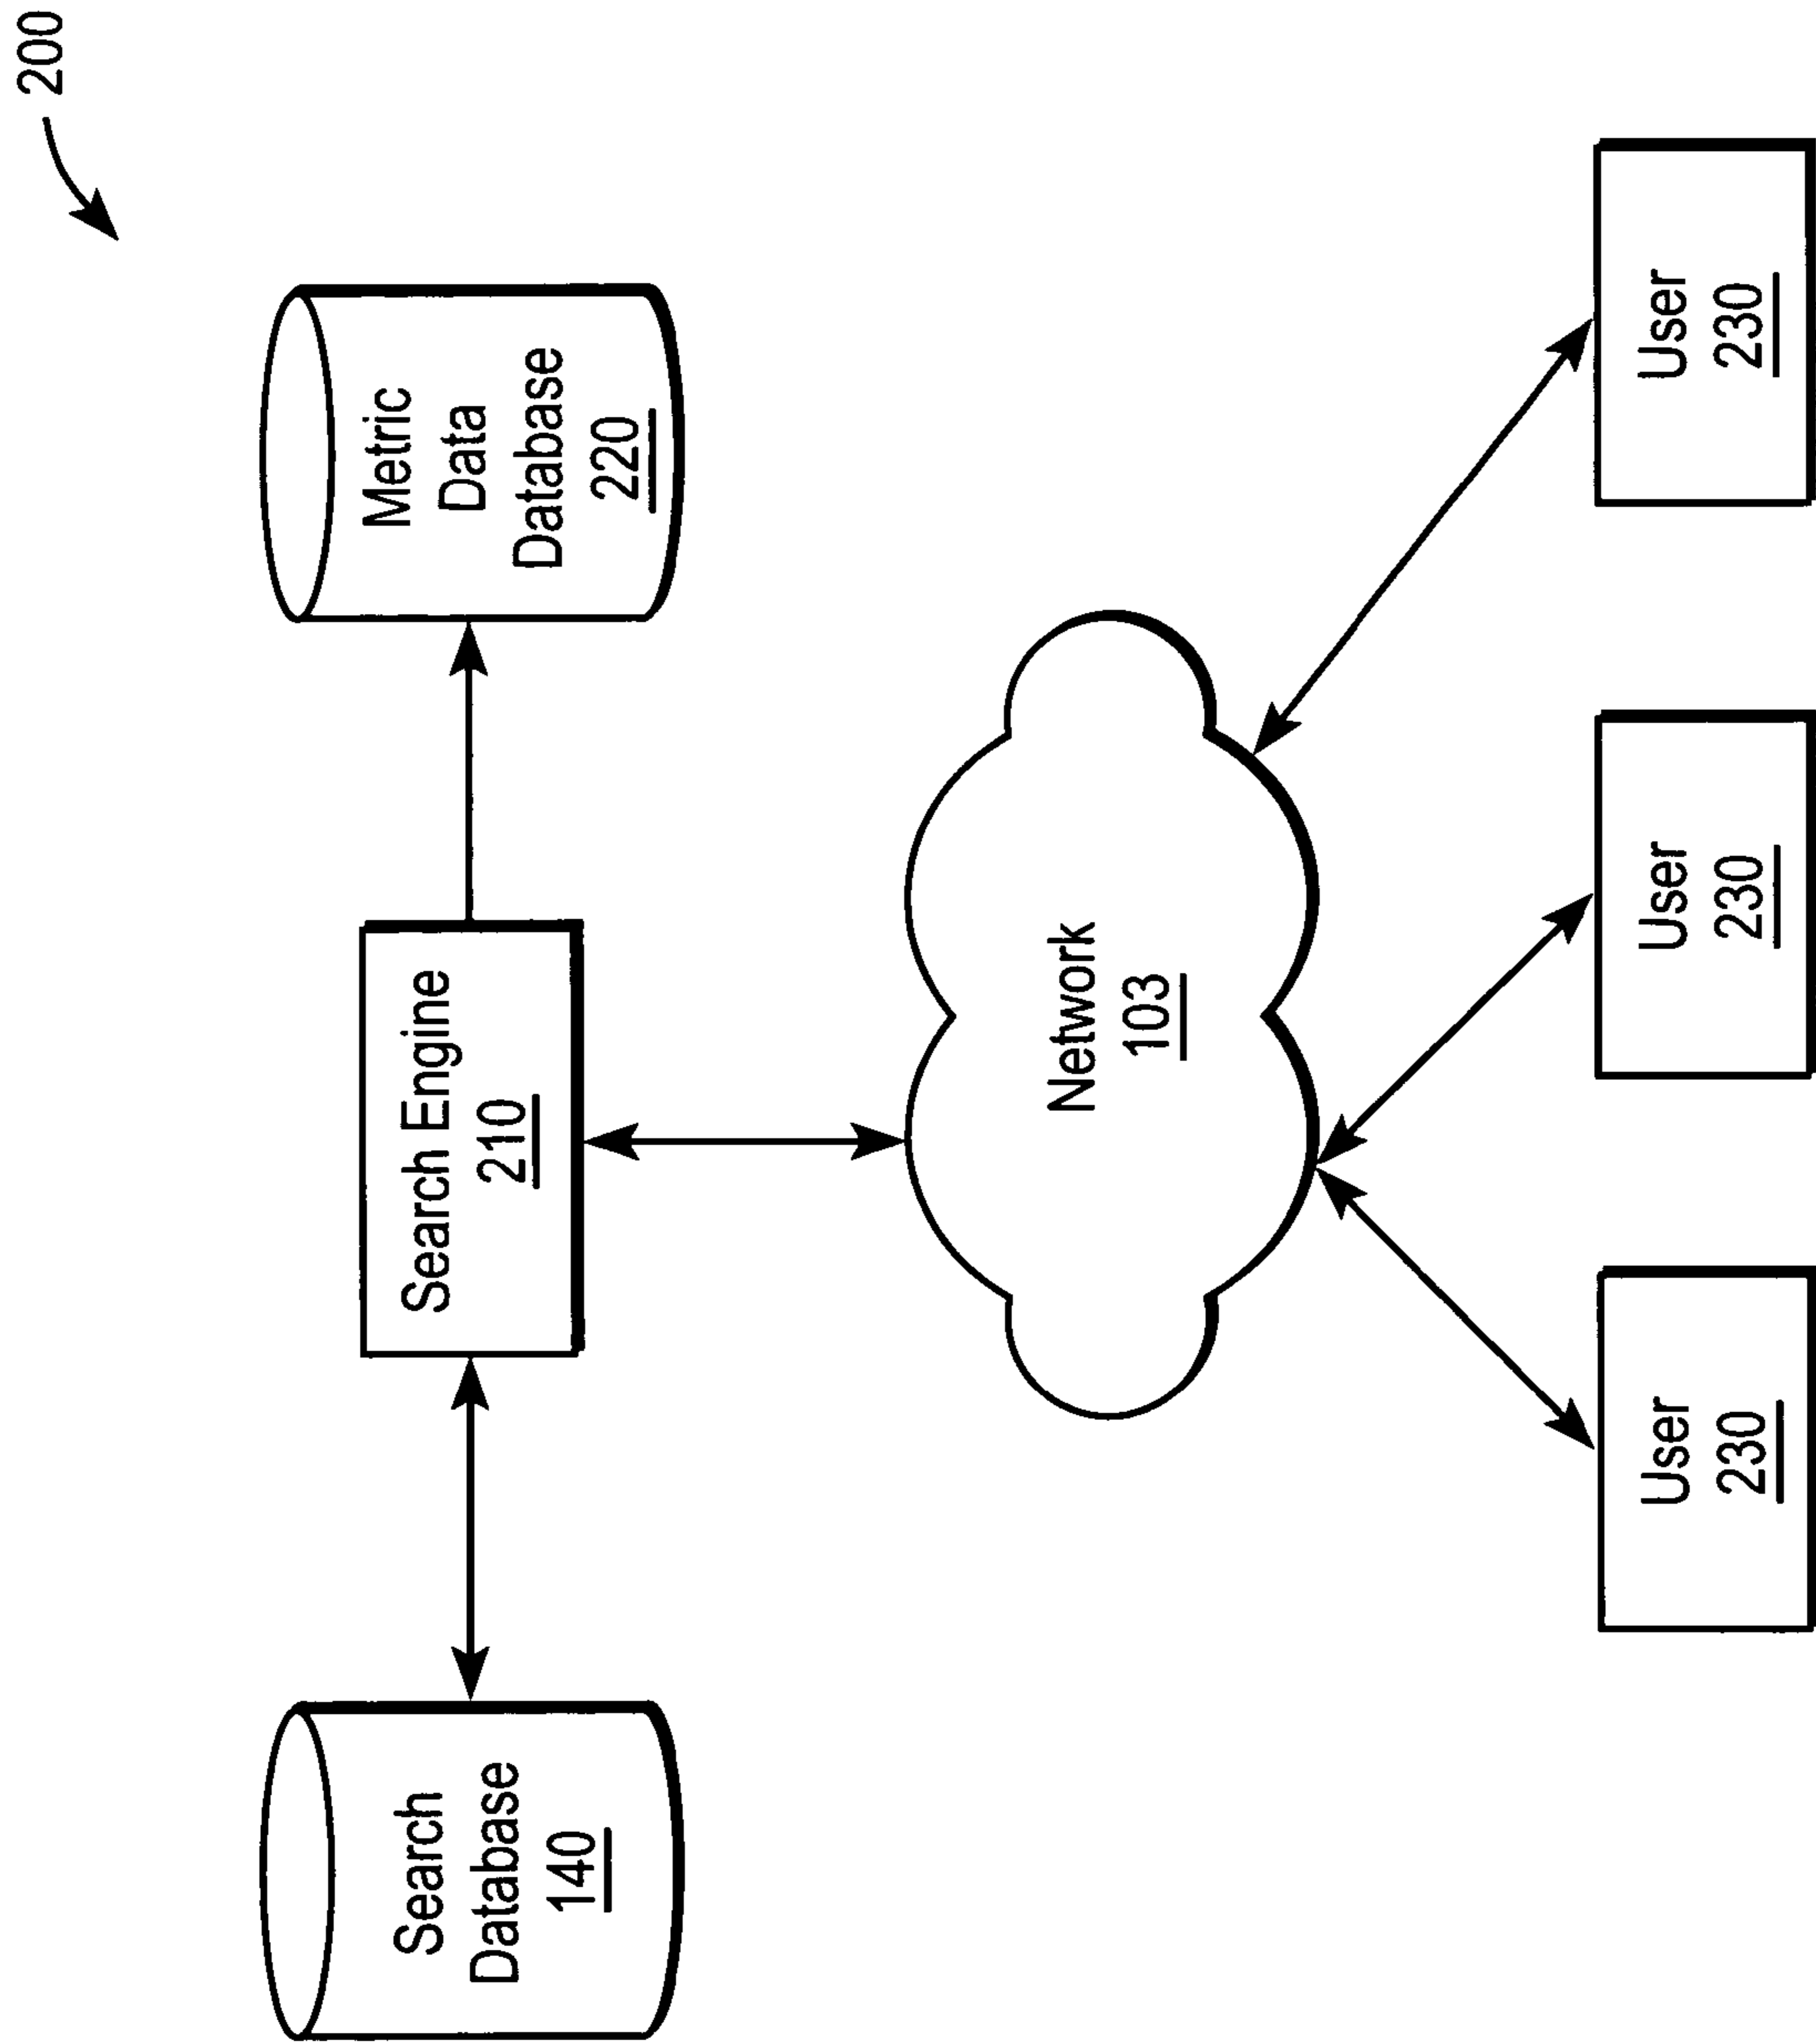 200
Search
Database
140
Search Engine
210
Metric
Data
Database
220
Network
103
User
230
User
230
User
230